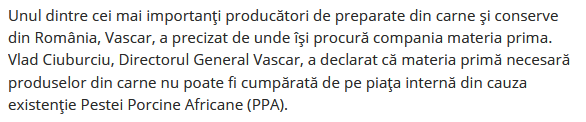 Unul dintre cei mai importanţi producători de preparate din carne şi conserve
din România, Vascar, a precizat de unde îşi procură compania materia prima.
Vlad Ciuburciu, Directorul General Vascar, a declarat că materia primă necesară
produselor din carne nu poate fi cumpărată de pe piaţa internă din cauza
existenţie Pestei Porcine Africane (PPA).